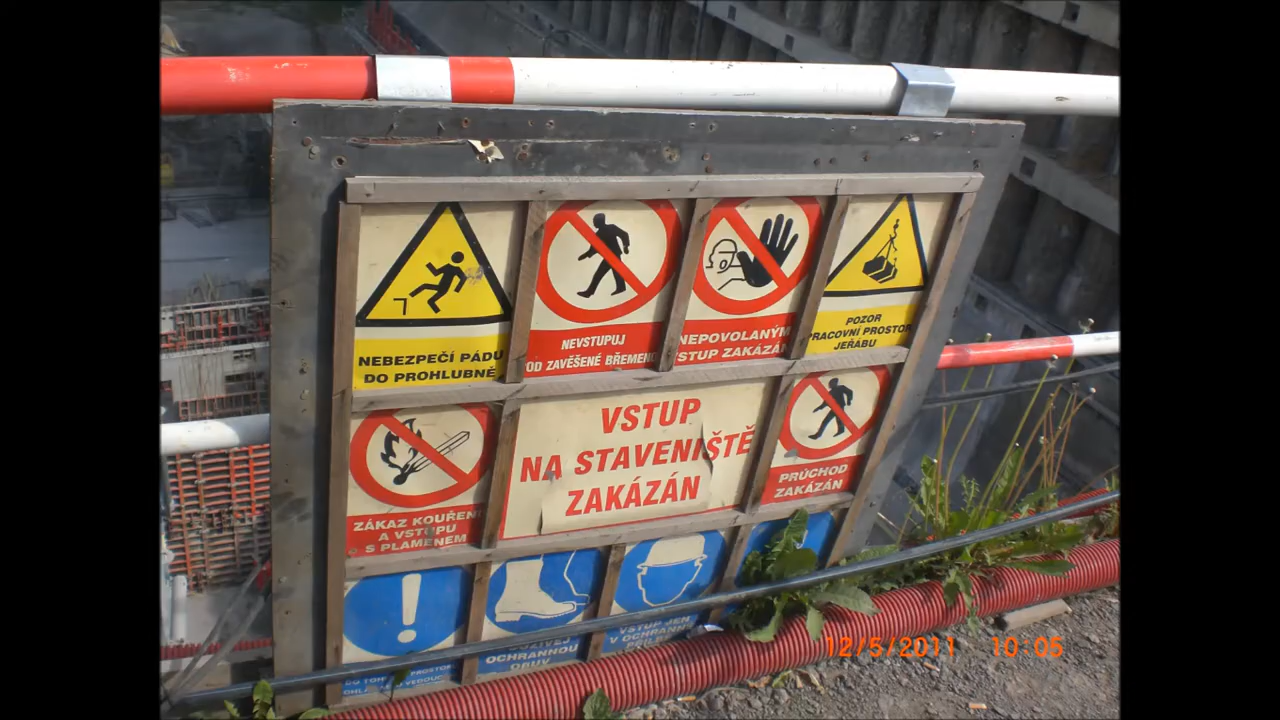 NEBEZPEČÍ PÁDU
DO PROHLUBNĚ
NEVSTUPUJ
OD ZAVĚŠENÉ BŘEMENO
NEPOVOLANÝM
VSTUP ZAKÁZÁN
POZOR
PRACOVNÍ PROSTOR
JEŘÁBU
ZÁKAZ KOUŘENÍ
A VSTUPU
S PLAMENEM
VSTUP
NA STAVENIŠTĚ
ZAKÁZÁN
PRŮCHOD
ZAKÁZÁN
OCHRANNOU
OBUV
VSTUP JEN
V OCHRANNÉ
12/5/2011 10:05